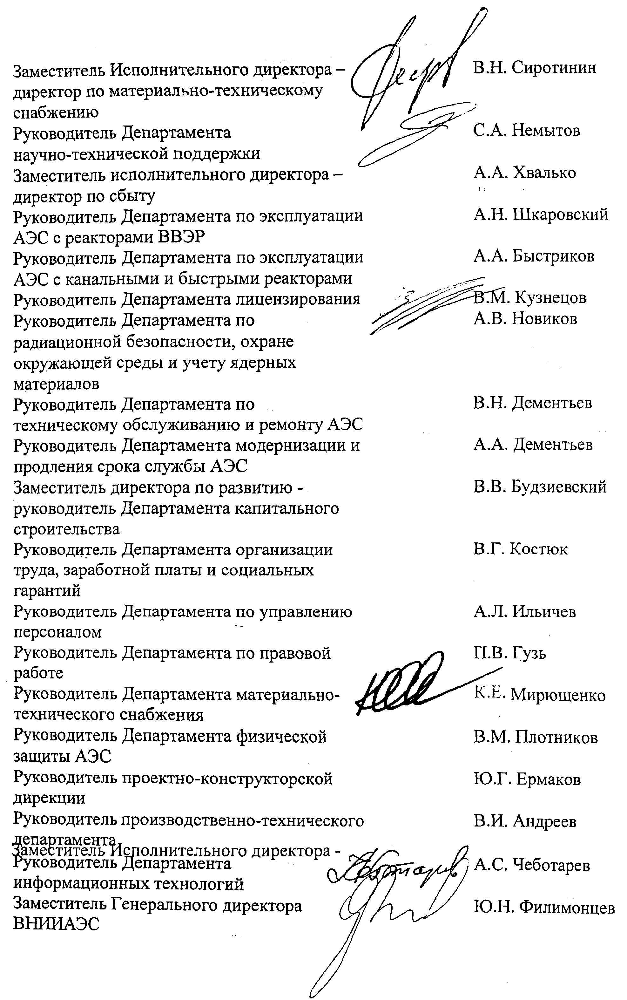 Заместитель Исполнительного директора – В.Н. Сиротинин
директор по материально-техническому
снабжению
Руководитель Департамента С.А. Немытов
научно-технической поддержки
Заместитель исполнительного директора – А.А. Хвалько
директор по сбыту
Руководитель Департамента по эксплуатации А.Н. Шкаровский
АЭС с реакторами ВВЭР
Руководитель Департамента по эксплуатации А.А. Быстриков
АЭС с канальными и быстрыми реакторами
Руководитель Департамента лицензирования В.М. Кузнецов
Руководитель Департамента по А.В. Новиков
радиационной безопасности, охране
окружающей среды и учету ядерных
материалов
Руководитель Департамента по В.Н. Дементьев
техническому обслуживанию и ремонту АЭС
Руководитель Департамента модернизации и А.А. Дементьев
продления срока службы АЭС
Заместитель директора по развитию - В.В. Будзиевский
руководитель Департамента капитального
строительства
Руководитель Департамента организации В.Г. Костюк
труда, заработной платы и социальных
гарантий
Руководитель Департамента по управлению А.Л. Ильичев
персоналом
Руководитель Департамента по правовой П.В. Гузь
работе
Руководитель Департамента материально- К.Е. Мирющенко
технического снабжения
Руководитель Департамента физической В.М. Плотников
защиты АЭС
Руководитель проектно-конструкторской Ю.Г. Ермаков
дирекции
Руководитель производственно-технического В.И. Андреев
департамента
Заместитель Исполнительного директора -
Руководитель Департамента А.С. Чеботарев
информационных технологий
Заместитель Генерального директора Ю.Н. Филимонцев
ВНИИАЭС